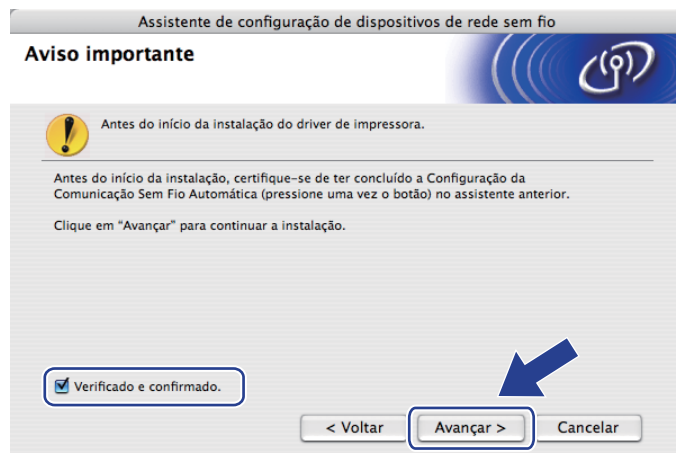 Assistente de configuração de dispositivos de rede sem fio
Aviso importante
Antes do início da instalação do driver de impressora.
Antes do início da instalação, certifique-se de ter concluído a Configuração da
Comunicação Sem Fio Automática (pressione uma vez o botão) no assistente anterior.
Clique em “Avançar” para continuar a instalação.
Verificado e confirmado.
< Voltar
Avançar >
Cancelar